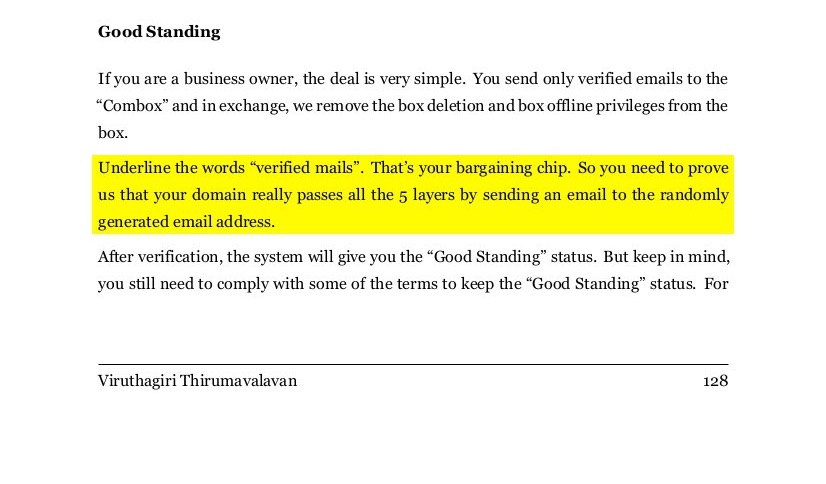 Good Standing
If you are a business owner, the deal is very simple. You send only verified emails to the
“Combox” and in exchange, we remove the box deletion and box offline privileges from the
box.
Underline the words “verified mails”. That’s your bargaining chip. So you need to prove
us that your domain really passes all the 5 layers by sending an email to the randomly
generated email address.
After verification, the system will give you the “Good Standing” status. But keep in mind,
you still need to comply with some of the terms to keep the “Good Standing” status. For
Viruthagiri Thirumavalavan 128